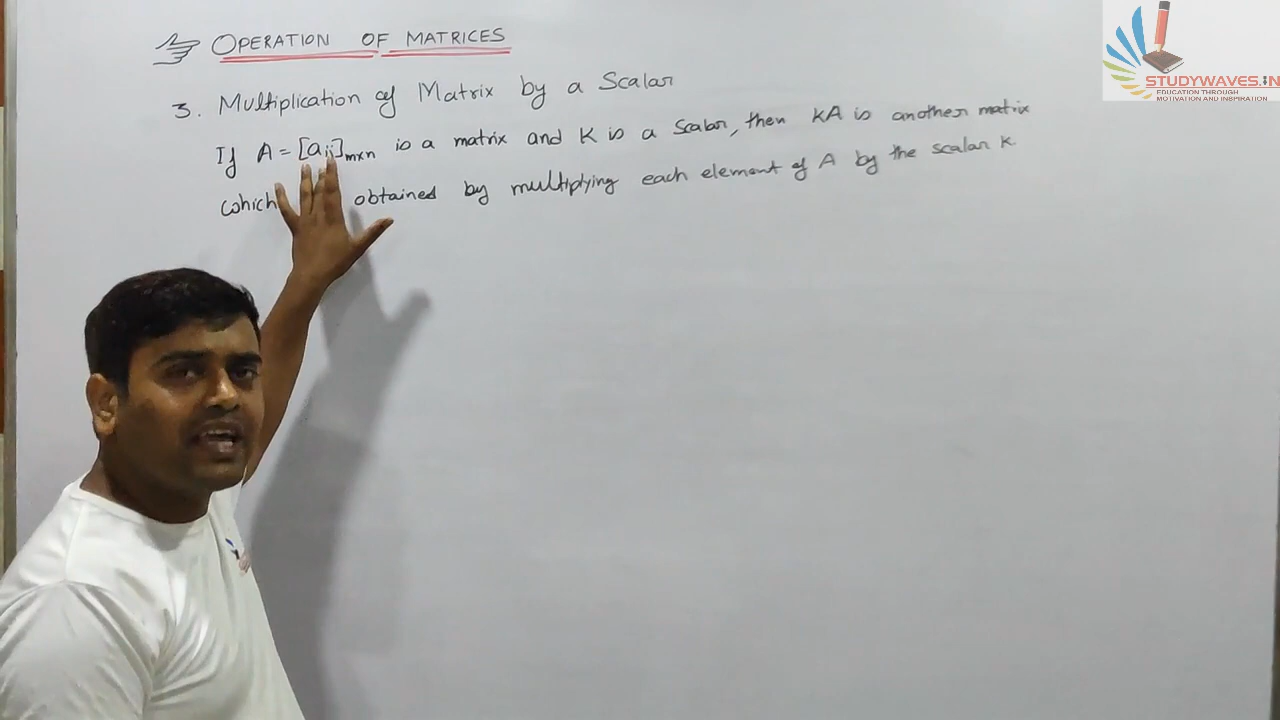 OPERATION OF MATRICES
3. Multiplication of Matrix by a Scalar
If A = [aij]m×n is a matrix and K is a scalar, then KA is another matrix
which obtained by multiplying each element of A by the scalar K.
STUDYWAVES.IN
EDUCATION THROUGH
MOTIVATION AND INSPIRATION